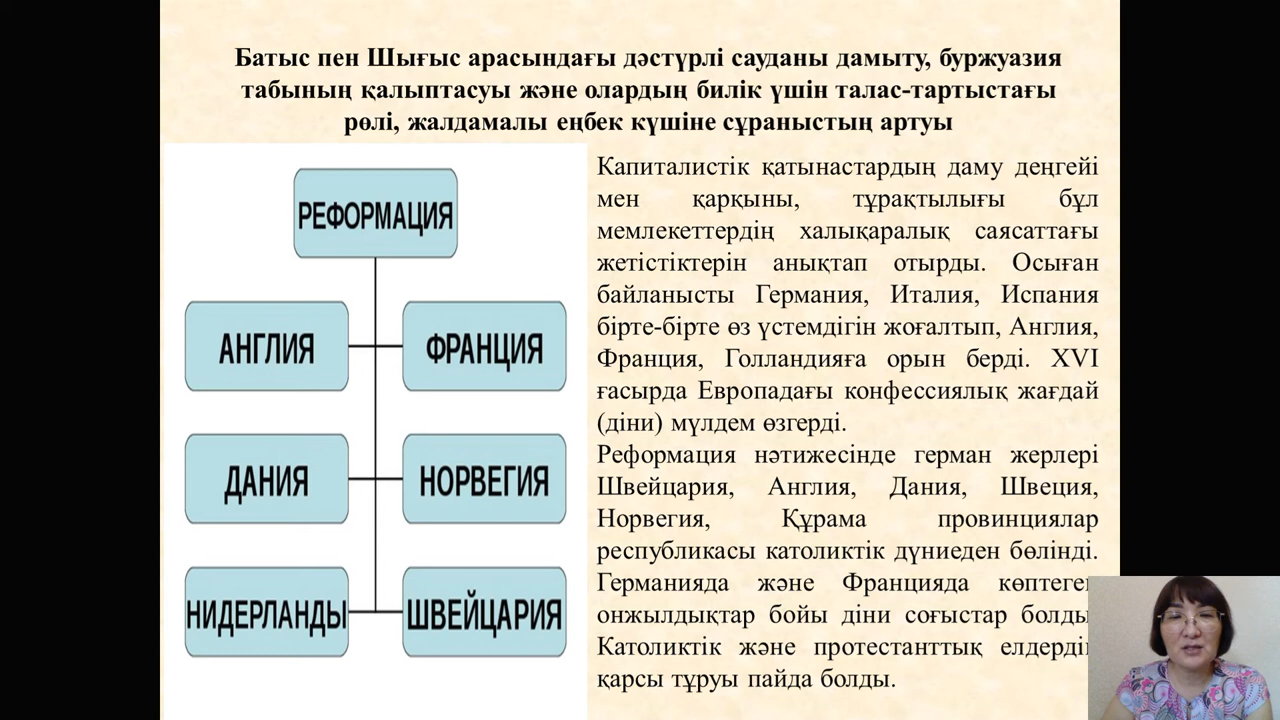 Батыс пен Шығыс арасындағы дәстүрлі сауданы дамыту, буржуазия
табының қалыптасуы және олардың билік үшін талас-тартыстағы
рөлі, жалдамалы еңбек күшіне сұраныстың артуы
РЕФОРМАЦИЯ
АНГЛИЯ
ФРАНЦИЯ
ДАНИЯ
НОРВЕГИЯ
НИДЕРЛАНДЫ
ШВЕЙЦАРИЯ
Капиталистік қатынастардың даму деңгейі
мен қарқыны, тұрақтылығы бұл
мемлекеттердің халықаралық саясаттағы
жетістіктерін анықтап отырды. Осыған
байланысты Германия, Италия, Испания
бірте-бірте өз үстемдігін жоғалтып, Англия,
Франция, Голландияға орын берді. XVI
ғасырда Европадағы конфессиялық жағдай
(діни) мүлдем өзгерді.
Реформация нәтижесінде герман жерлері
Швейцария, Англия, Дания, Швеция,
Норвегия, Құрама провинциялар
республикасы католиктік дүниеден бөлінді.
Германияда және Францияда көптеген
онжылдықтар бойы діни соғыстар болды.
Католиктік және протестанттық елдердің
қарсы тұруы пайда болды.